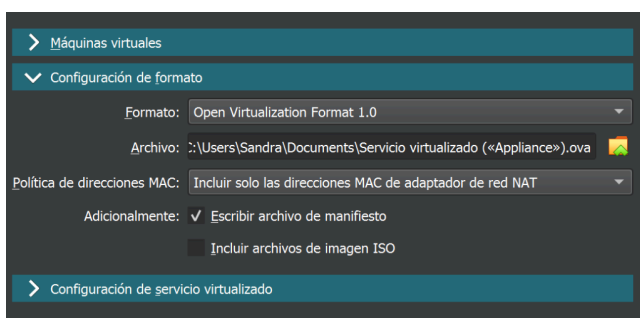 Máquinas virtuales
Configuración de formato
Formato: Open Virtualization Format 1.0
Archivo: :\Users\Sandra\Documents\Servicio virtualizado («Appliance»).ova
Política de direcciones MAC: Incluir solo las direcciones MAC de adaptador de red NAT
Adicionalmente: Escribir archivo de manifiesto
Incluir archivos de imagen ISO
Configuración de servicio virtualizado